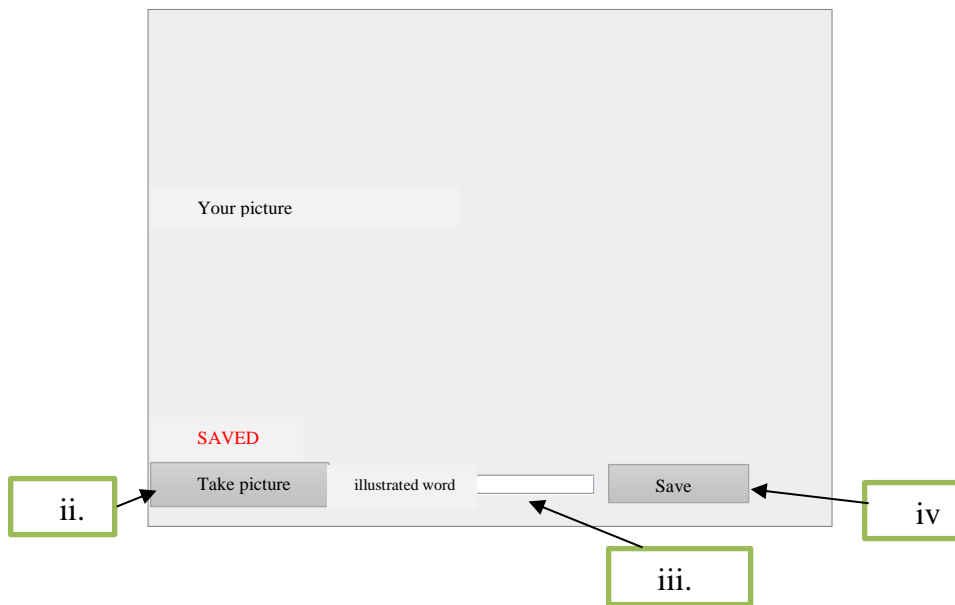 Your picture
SAVED
Take picture illustrated word Save
ii. iv
iii.